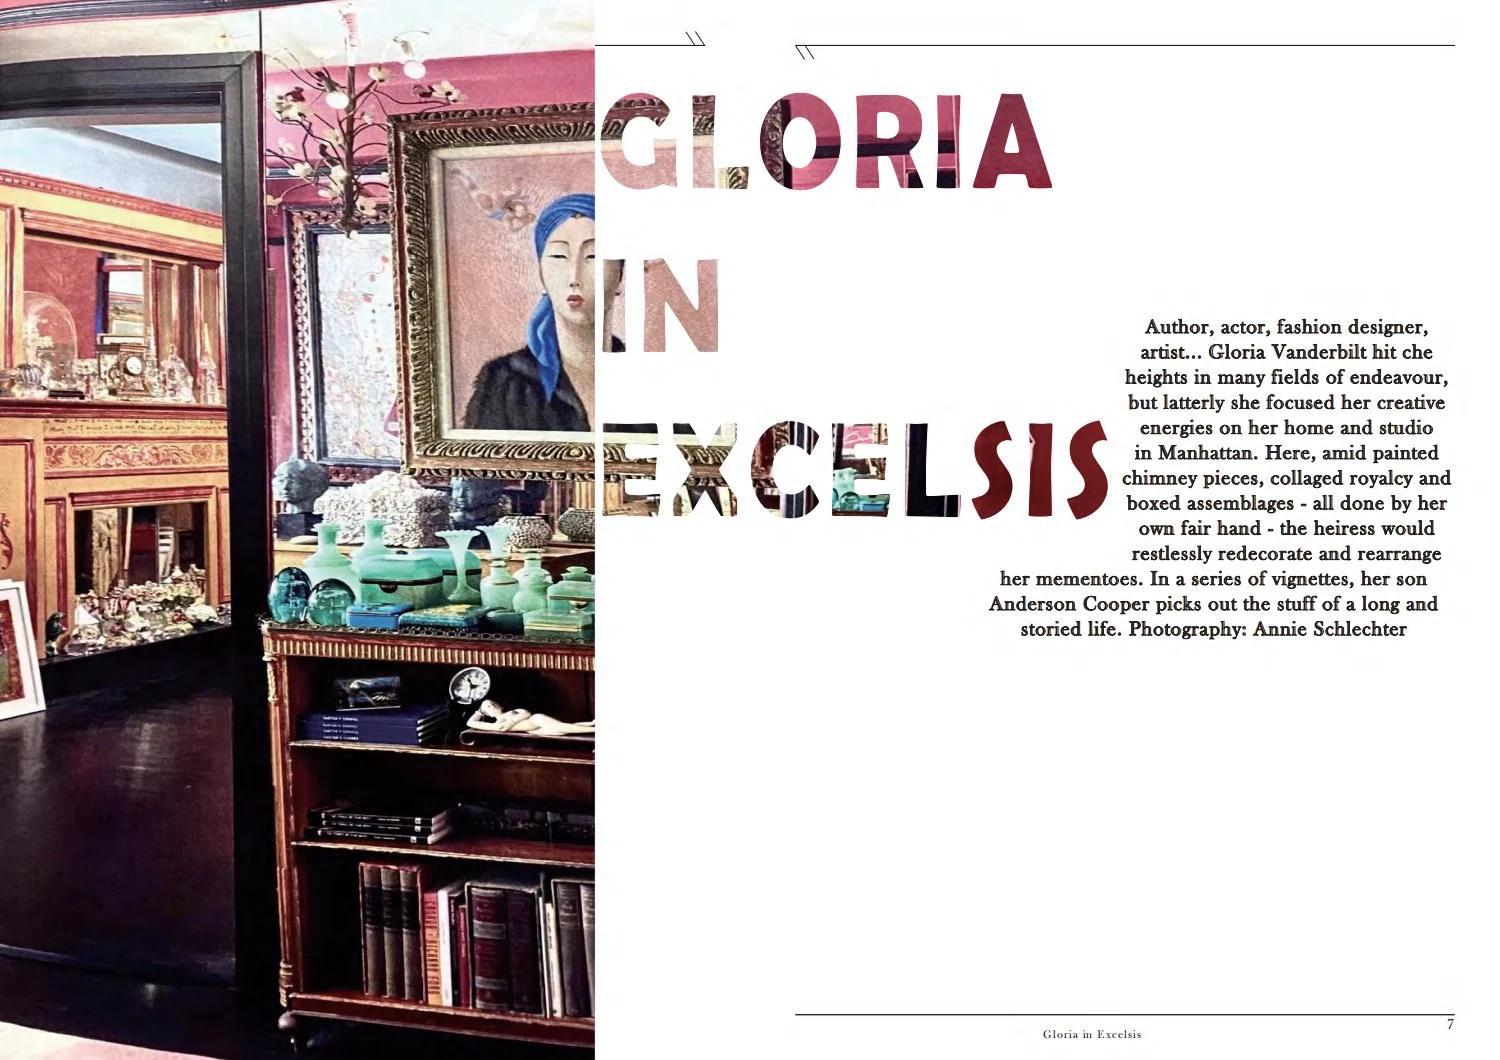 GLORIA
IN
EXCELSIS
Author, actor, fashion designer,
artist... Gloria Vanderbilt hit che
heights in many fields of endeavour,
but latterly she focused her creative
energies on her home and studio
in Manhattan. Here, amid painted
chimney pieces, collaged royalcy and
boxed assemblages - all done by her
own fair hand - the heiress would
restlessly redecorate and rearrange
her mementoes. In a series of vignettes, her son
Anderson Cooper picks out the stuff of a long and
storied life. Photography: Annie Schlechter
Gloria in Excelsis
7